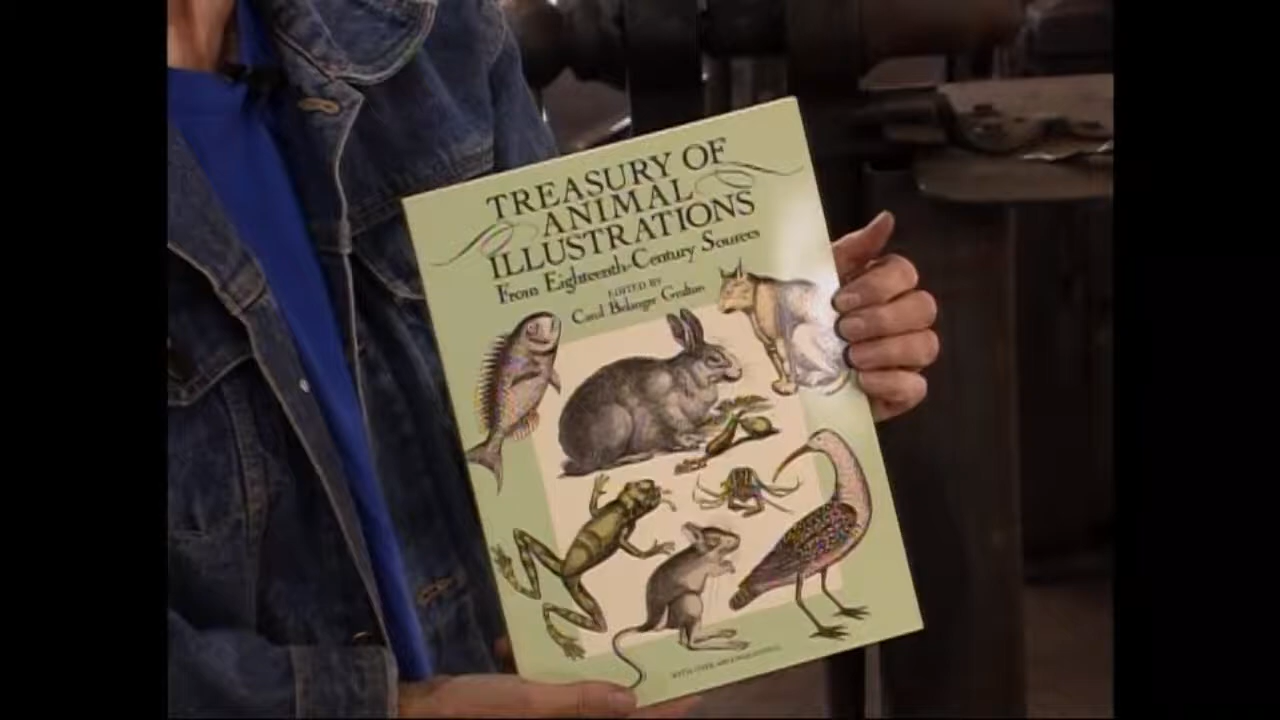 TREASURY OF
ANIMAL
ILLUSTRATIONS
From Eighteenth-Century Sources
EDITED BY
Carol Belanger Grafton